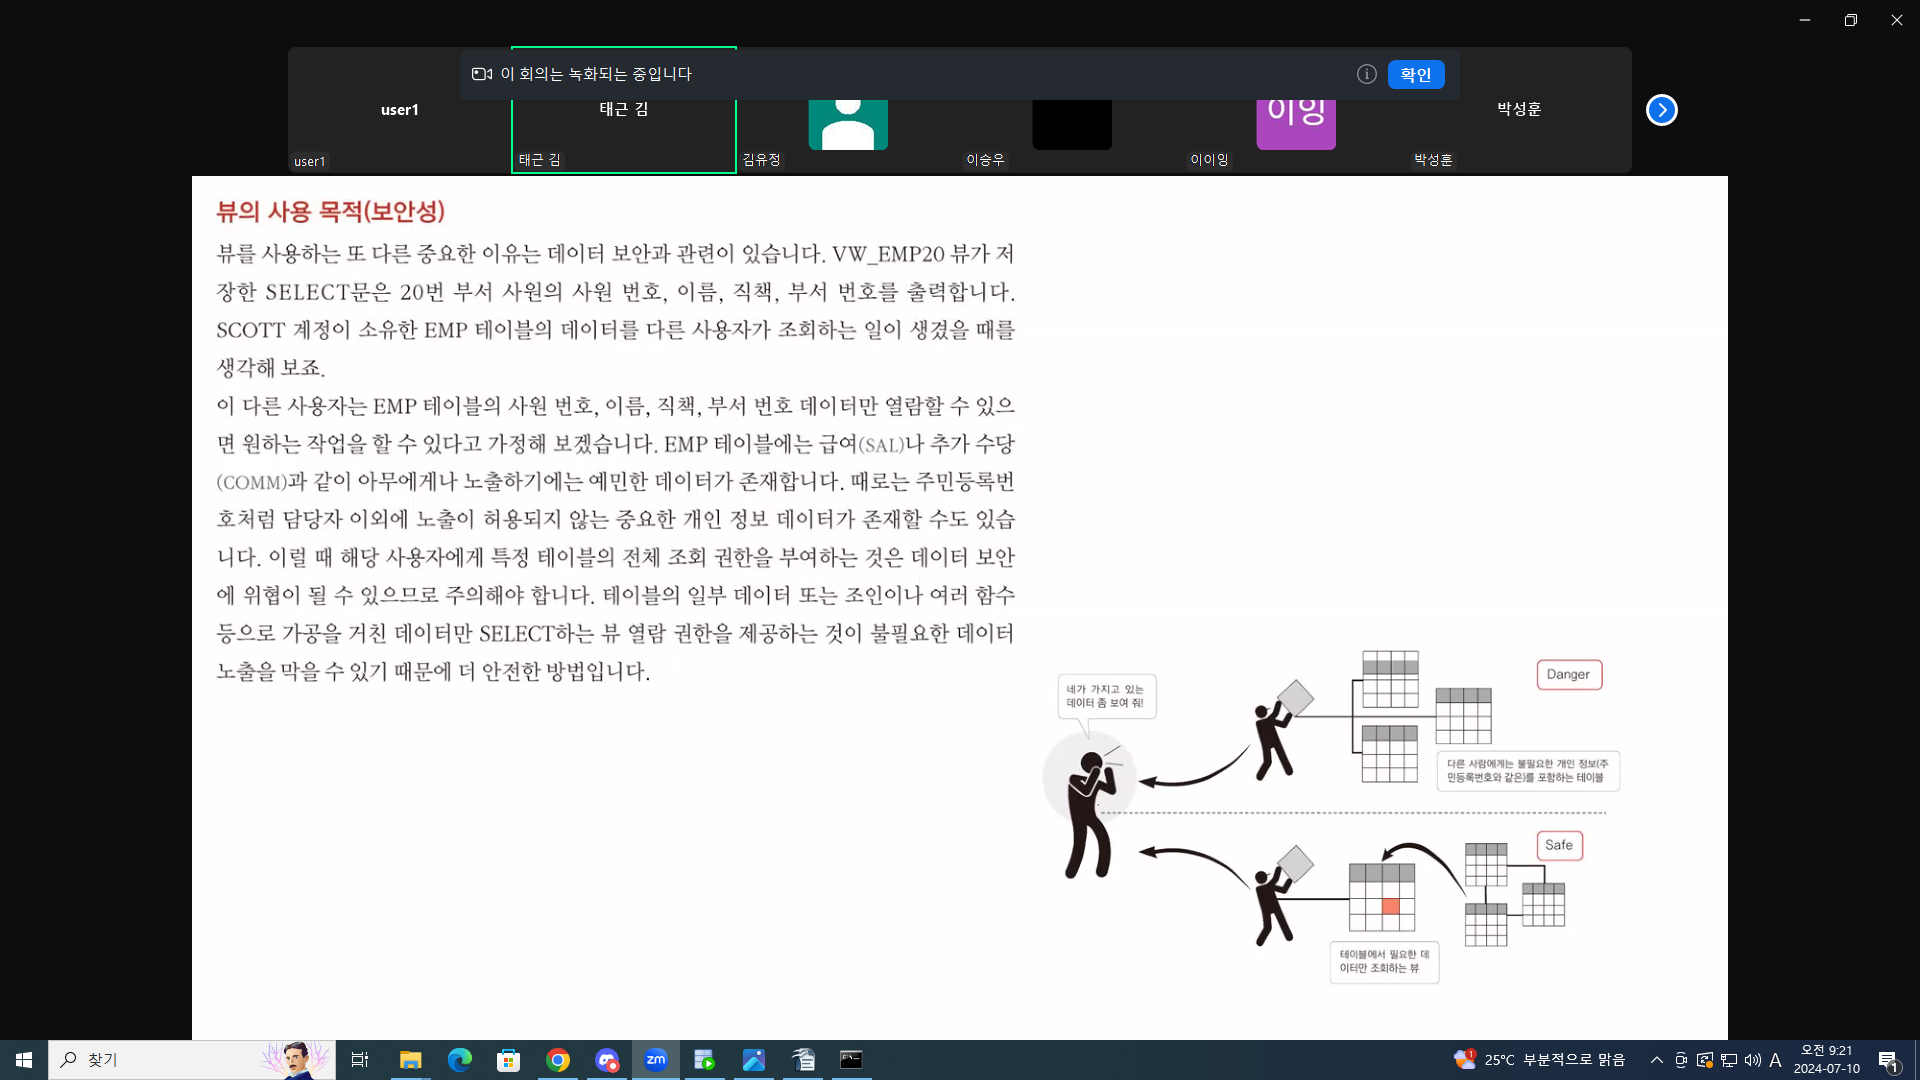 이 회의는 녹화되는 중입니다
확인
user1
태근 김
이잉
박성훈
user1
태근 김
김유정
이승우
이이잉
박성훈
뷰의 사용 목적(보안성)
뷰를 사용하는 또 다른 중요한 이유는 데이터 보안과 관련이 있습니다. VW_EMP20 뷰가 저
장한 SELECT문은 20번 부서 사원의 사원 번호, 이름, 직책, 부서 번호를 출력합니다.
SCOTT 계정이 소유한 EMP 테이블의 데이터를 다른 사용자가 조회하는 일이 생겼을 때를
생각해 보죠.
이 다른 사용자는 EMP 테이블의 사원 번호, 이름, 직책, 부서 번호 데이터만 열람할 수 있으
면 원하는 작업을 할 수 있다고 가정해 보겠습니다. EMP 테이블에는 급여(SAL)나 추가 수당
(COMM)과 같이 아무에게나 노출하기에는 예민한 데이터가 존재합니다. 때로는 주민등록번
호처럼 담당자 이외에 노출이 허용되지 않는 중요한 개인 정보 데이터가 존재할 수도 있습
니다. 이럴 때 해당 사용자에게 특정 테이블의 전체 조회 권한을 부여하는 것은 데이터 보안
에 위협이 될 수 있으므로 주의해야 합니다. 테이블의 일부 데이터 또는 조인이나 여러 함수
등으로 가공을 거친 데이터만 SELECT하는 뷰 열람 권한을 제공하는 것이 불필요한 데이터
노출을 막을 수 있기 때문에 더 안전한 방법입니다.
네가 가지고 있는
데이터 좀 보여 줘!
Danger
다른 사람에게는 불필요한 개인 정보(주
민등록번호와 같은)를 포함하는 테이블
Safe
테이블에서 필요한 데
이터만 조회하는 뷰
찾기
zm
1
25°C 부분적으로 맑음
A
오전 9:21
2024-07-10
1